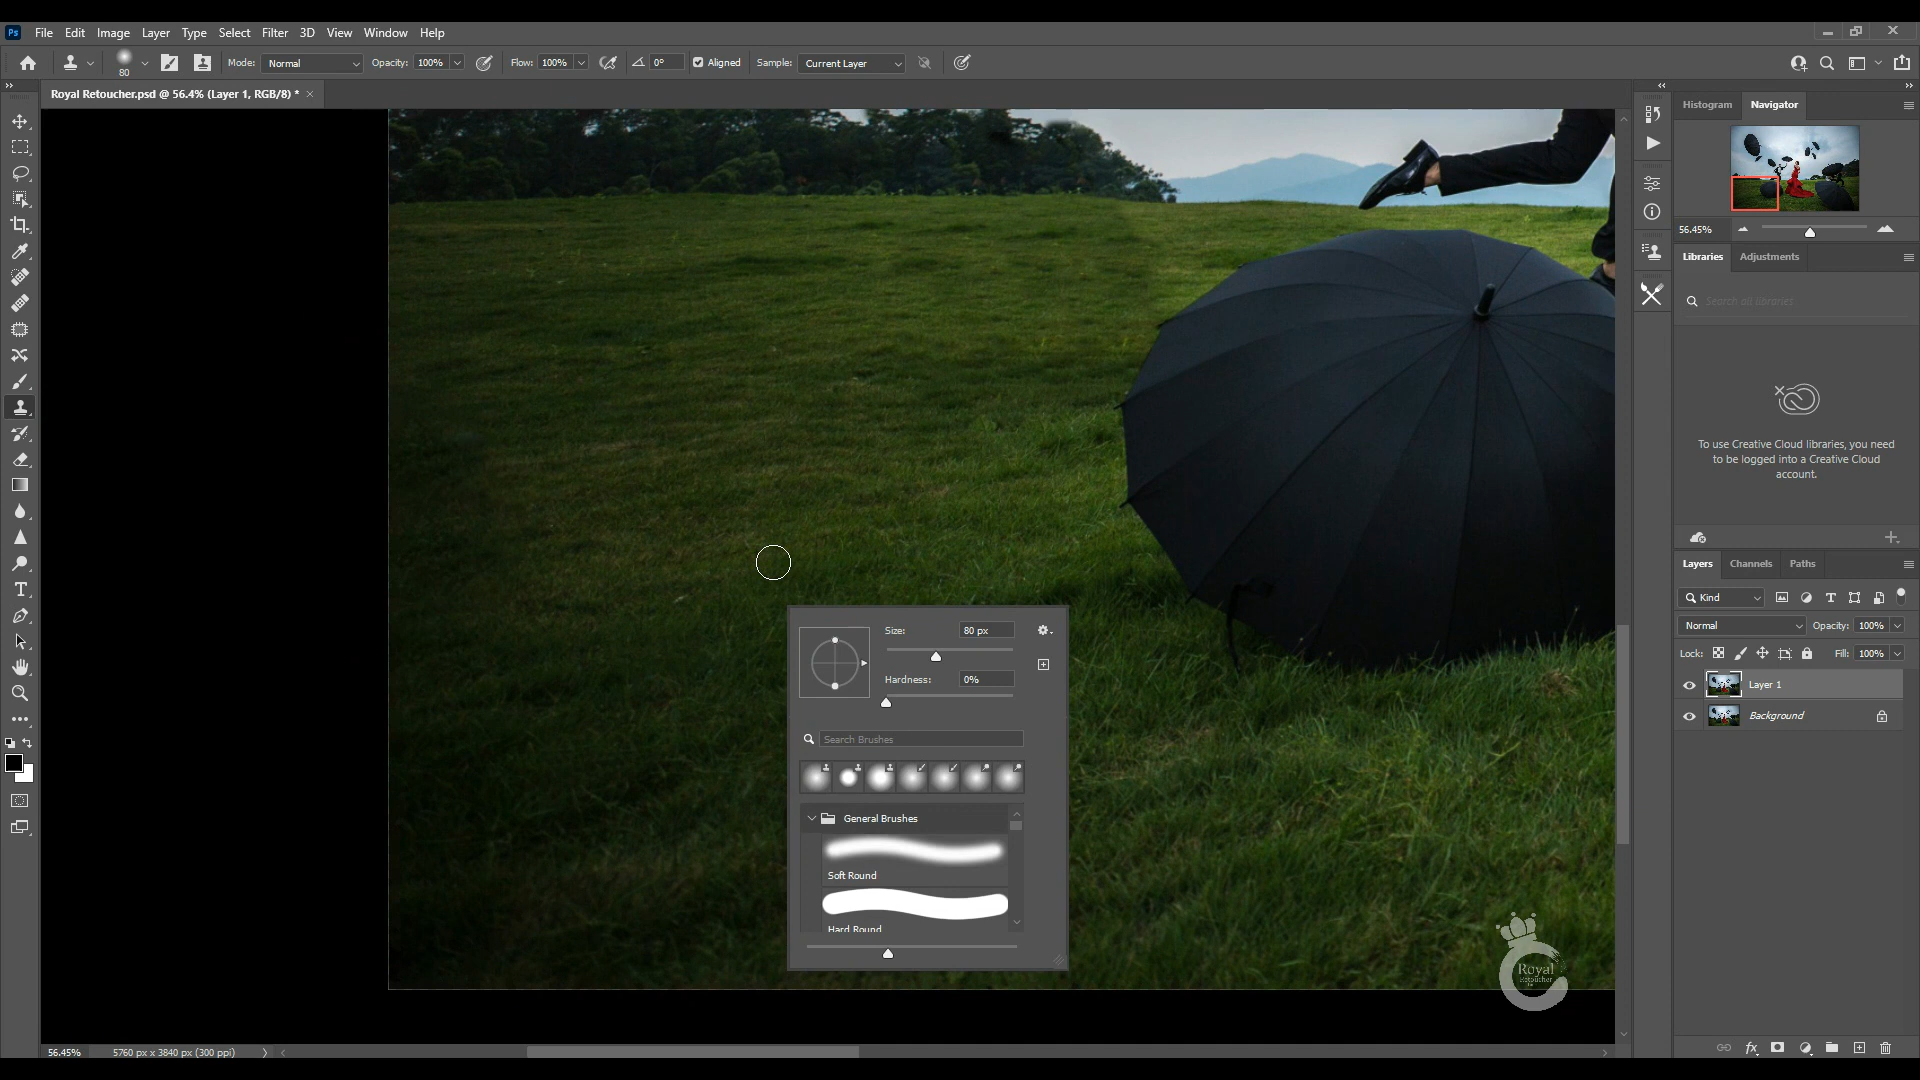 Ps File Edit Image Layer Type Select Filter 3D View Window Help
80 Mode: Normal Opacity: 100% Flow: 100% 0° Aligned Sample: Current Layer
Royal Retoucher.psd @ 56.4% (Layer 1, RGB/8) * ×
Histogram Navigator
56.45%
Libraries Adjustments
Search all libraries
To use Creative Cloud libraries, you need
to be logged into a Creative Cloud
account.
Layers Channels Paths
Kind
Normal Opacity: 100%
Lock: Fill: 100%
Layer 1
Background
fx
Size: 80 px
Hardness: 0%
Search Brushes
General Brushes
Soft Round
Hard Round
Royal
Retoucher
56.45% 5760 px x 3840 px (300 ppi)